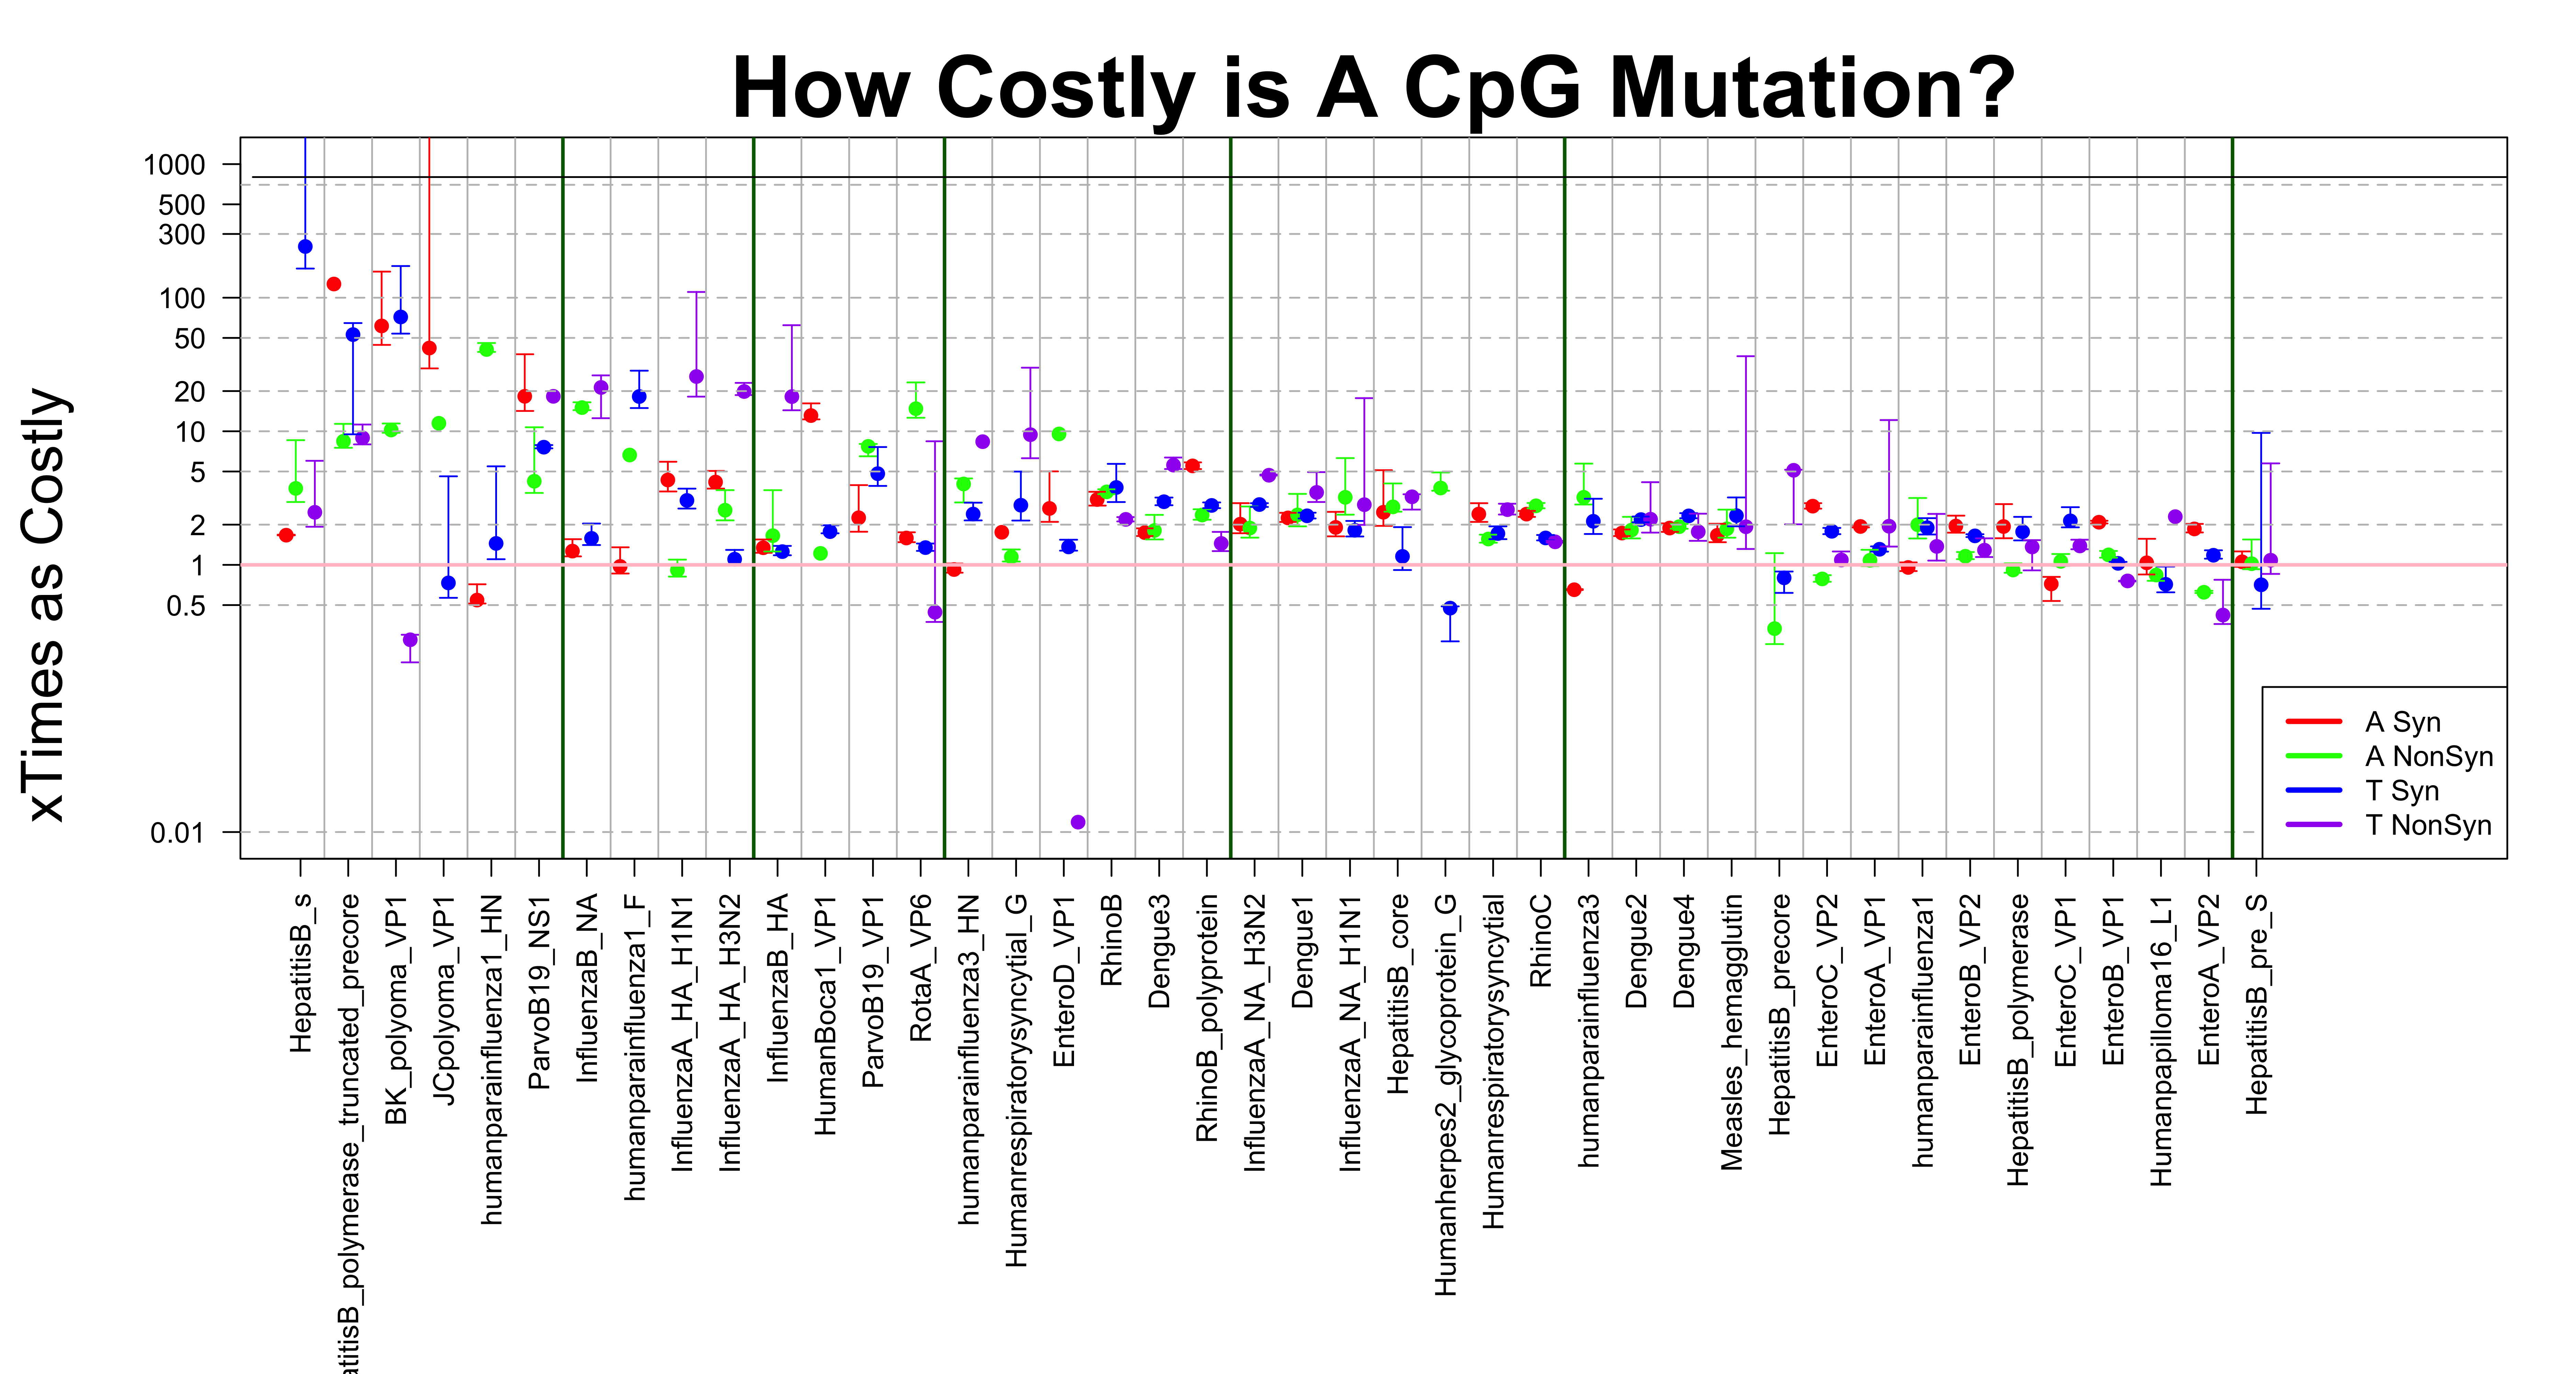 How Costly is A CpG Mutation?
xTimes as Costly
1000
500
300
100
50
20
10
5
2
1
0.5
0.01
A Syn
A NonSyn
T Syn
T NonSyn
HepatitisB_s
atitisB_polymerase_truncated_precore
BK_polyoma_VP1
JCpolyoma_VP1
humanparainfluenza1_HN
ParvoB19_NS1
InfluenzaB_NA
humanparainfluenza1_F
InfluenzaA_HA_H1N1
InfluenzaA_HA_H3N2
InfluenzaB_HA
HumanBoca1_VP1
ParvoB19_VP1
RotaA_VP6
humanparainfluenza3_HN
Humanrespiratorysyncytial_G
EnteroD_VP1
RhinoB
Dengue3
RhinoB_polyprotein
InfluenzaA_NA_H3N2
Dengue1
InfluenzaA_NA_H1N1
HepatitisB_core
Humanherpes2_glycoprotein_G
Humanrespiratorysyncytial
RhinoC
humanparainfluenza3
Dengue2
Dengue4
Measles_hemagglutin
HepatitisB_precore
EnteroC_VP2
EnteroA_VP1
humanparainfluenza1
EnteroB_VP2
HepatitisB_polymerase
EnteroC_VP1
EnteroB_VP1
Humanpapilloma16_L1
EnteroA_VP2
HepatitisB_pre_S